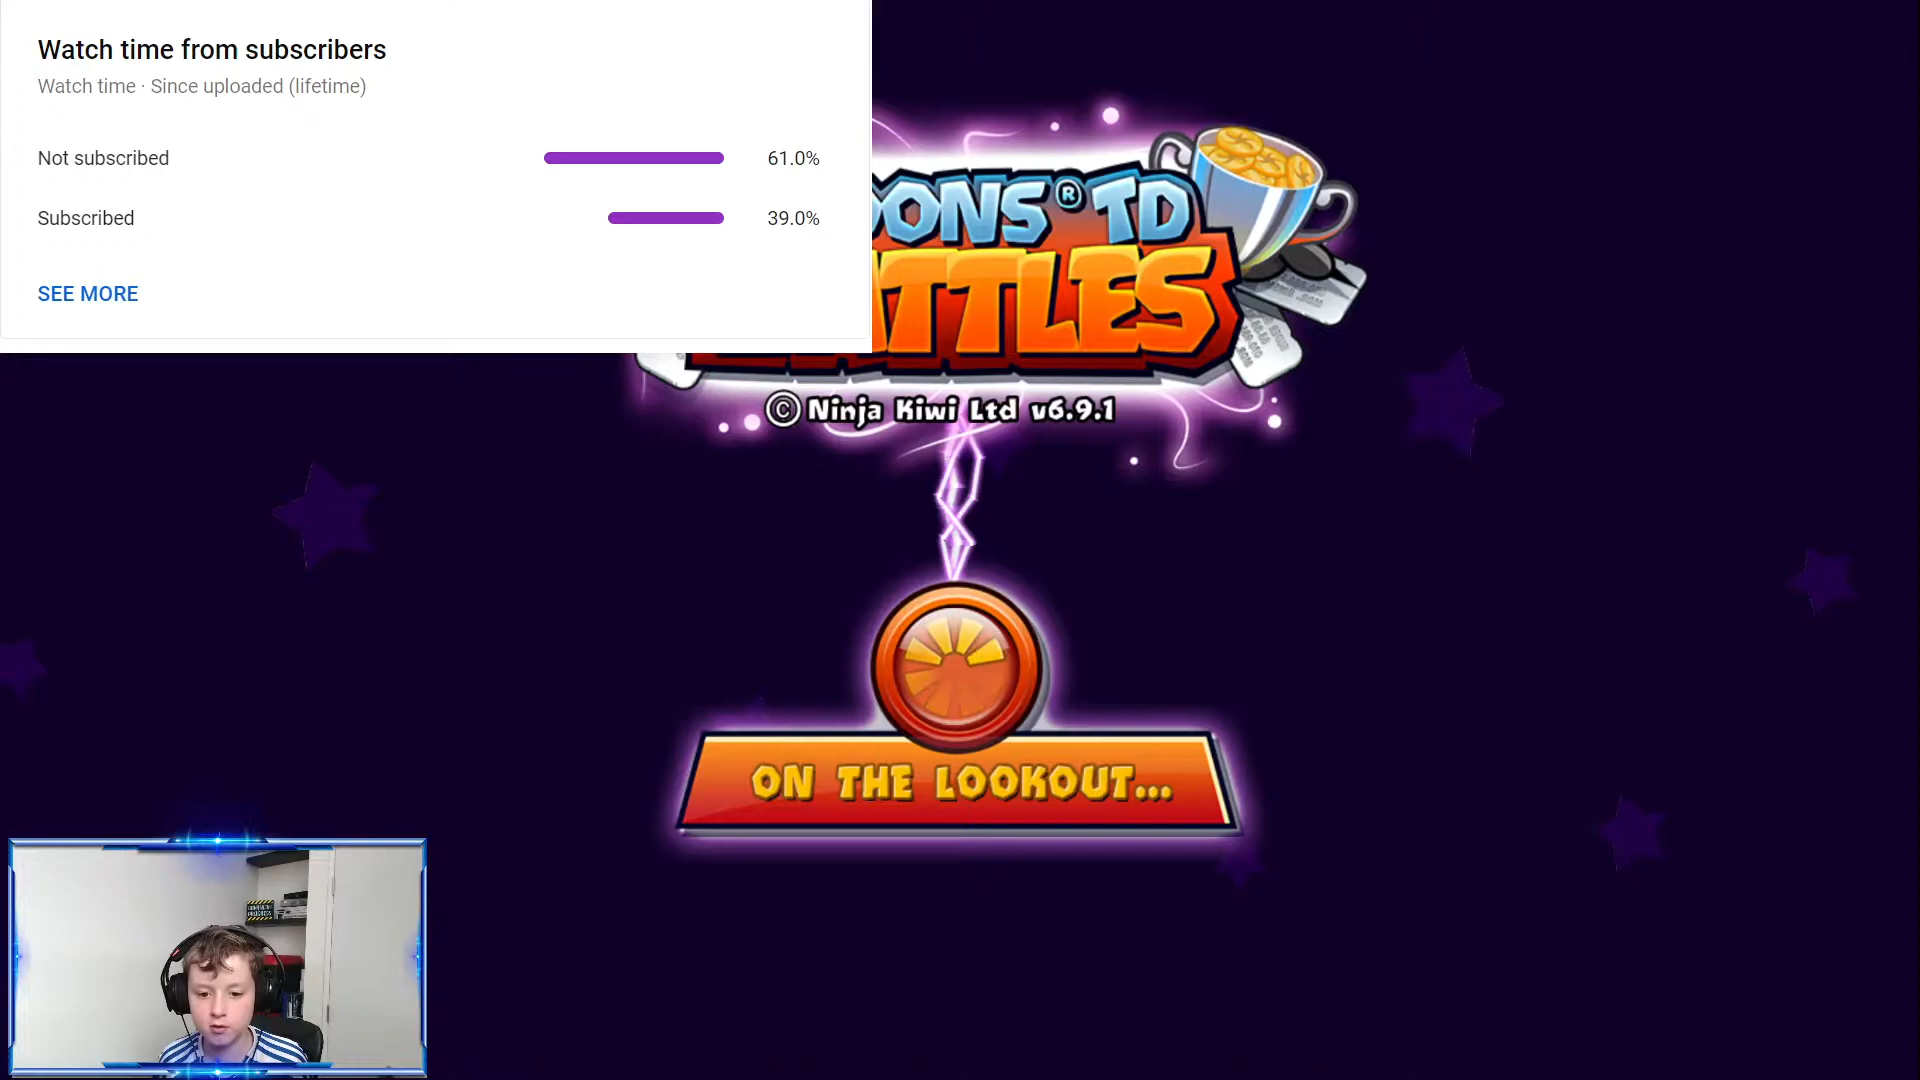 Watch time from subscribers
Watch time · Since uploaded (lifetime)
Not subscribed 61.0%
Subscribed 39.0%
SEE MORE
OONS® TD
TTLES
© Ninja Kiwi Ltd v6.9.1
ON THE LOOKOUT...